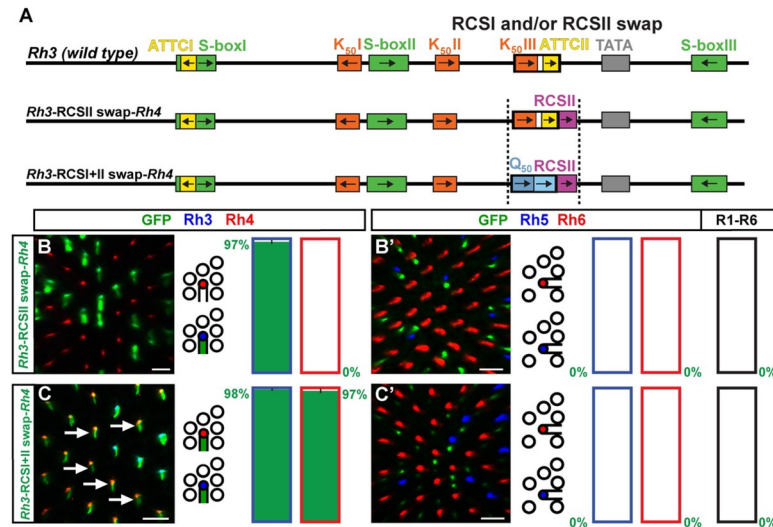 A
RCSI and/or RCSII swap
Rh3 (wild type)
ATTCI S-boxI K50I S-boxII K50II K50III ATTCII TATA S-boxIII
Rh3-RCSII swap-Rh4
RCSII
Rh3-RCSI+II swap-Rh4
Q50 RCSII
GFP Rh3 Rh4
GFP Rh5 Rh6
R1-R6
Rh3-RCSII swap-Rh4
B
97%
0%
B'
0%
0%
0%
Rh3-RCSI+II swap-Rh4
C
98%
97%
C'
0%
0%
0%